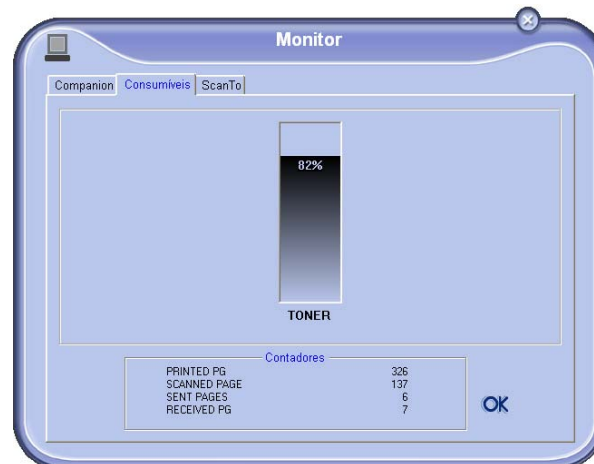 Monitor
Companion Consumíveis ScanTo
82%
TONER
Contadores
PRINTED PG 326
SCANNED PAGE 137
SENT PAGES 6
RECEIVED PG 7
OK